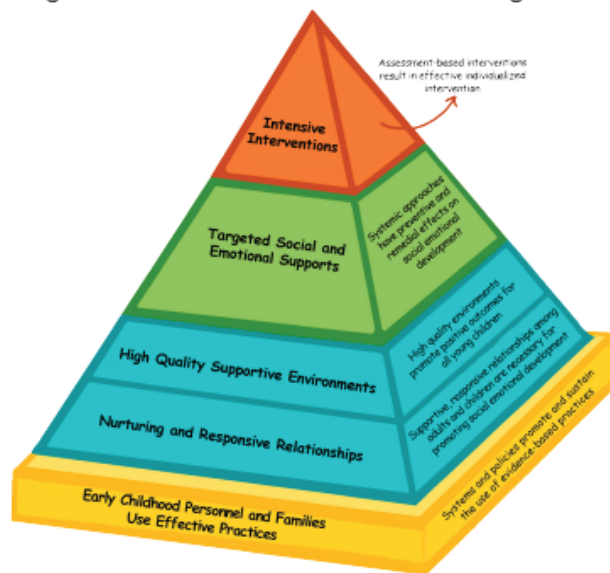 Assessment-based interventions
result in effective individualized
intervention
Intensive
Interventions
Systemic approaches
have preventive and
remedial effects on
social emotional
development
Targeted Social and
Emotional Supports
High quality environments
promote positive outcomes for
all young children
High Quality Supportive Environments
Supportive, responsive relationships among
adults and children are necessary for
promoting social emotional development
Nurturing and Responsive Relationships
Systems and policies promote and sustain
the use of evidence-based practices
Early Childhood Personnel and Families
Use Effective Practices